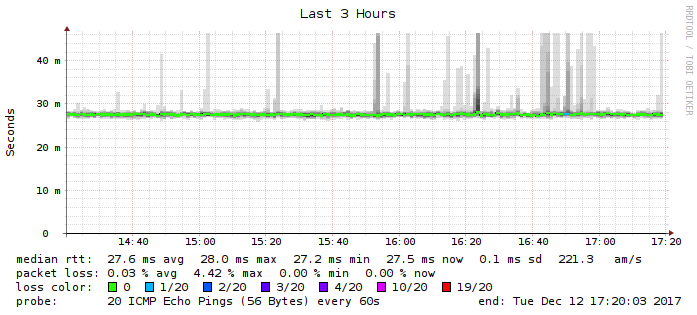 Last 3 Hours
RRDTOOL / TOBI OETIKER
Seconds
40 m
30 m
20 m
10 m
0
14:40 15:00 15:20 15:40 16:00 16:20 16:40 17:00 17:20
median rtt: 27.6 ms avg 28.0 ms max 27.2 ms min 27.5 ms now 0.1 ms sd 221.3 am/s
packet loss: 0.03 % avg 4.42 % max 0.00 % min 0.00 % now
loss color: 0 1/20 2/20 3/20 4/20 10/20 19/20
probe: 20 ICMP Echo Pings (56 Bytes) every 60s end: Tue Dec 12 17:20:03 2017